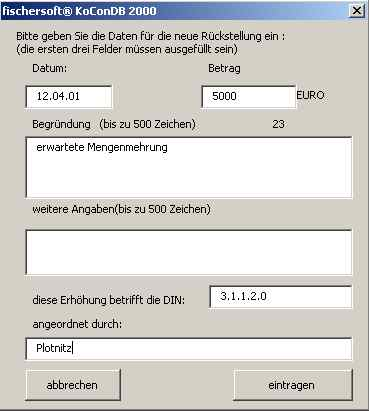 fischersoft® KoConDB 2000
Bitte geben Sie die Daten für die neue Rückstellung ein :
(die ersten drei Felder müssen ausgefüllt sein)
Datum: Betrag
12.04.01 5000 EURO
Begründung (bis zu 500 Zeichen) 23
erwartete Mengenmehrung
weitere Angaben(bis zu 500 Zeichen)
diese Erhöhung betrifft die DIN: 3.1.1.2.0
angeordnet durch:
Plotnitz
abbrechen eintragen